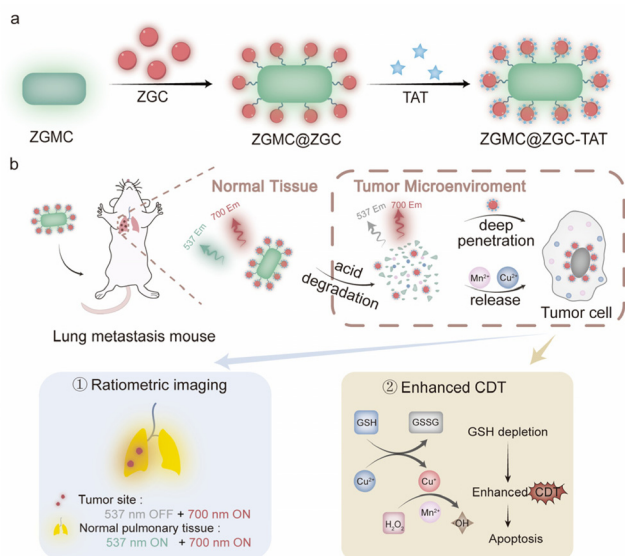 a
ZGC
TAT
ZGMC
ZGMC@ZGC
ZGMC@ZGC-TAT
b
Normal Tissue
Tumor Microenviroment
537 Em
700 Em
537 Em
700 Em
deep
penetration
acid
degradation
Mn²⁺
Cu²⁺
release
Lung metastasis mouse
Tumor cell
① Ratiometric imaging
Tumor site :
537 nm OFF + 700 nm ON
Normal pulmonary tissue :
537 nm ON + 700 nm ON
② Enhanced CDT
GSH
GSSG
GSH depletion
Cu²⁺
Cu⁺
Enhanced CDT
Mn²⁺
H₂O₂
·OH
Apoptosis